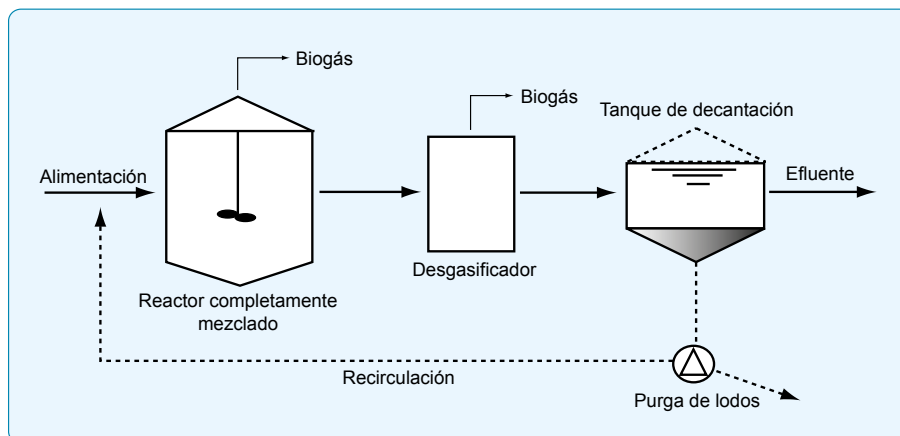 Biogás
Biogás
Tanque de decantación
Alimentación
Efluente
Desgasificador
Reactor completamente
mezclado
Recirculación
Purga de lodos